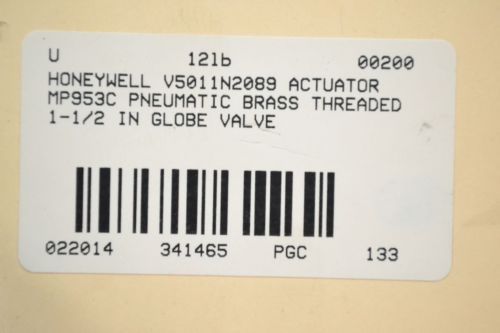 U 12lb 00200
HONEYWELL V5011N2089 ACTUATOR
MP953C PNEUMATIC BRASS THREADED
1-1/2 IN GLOBE VALVE
022014 341465 PGC 133